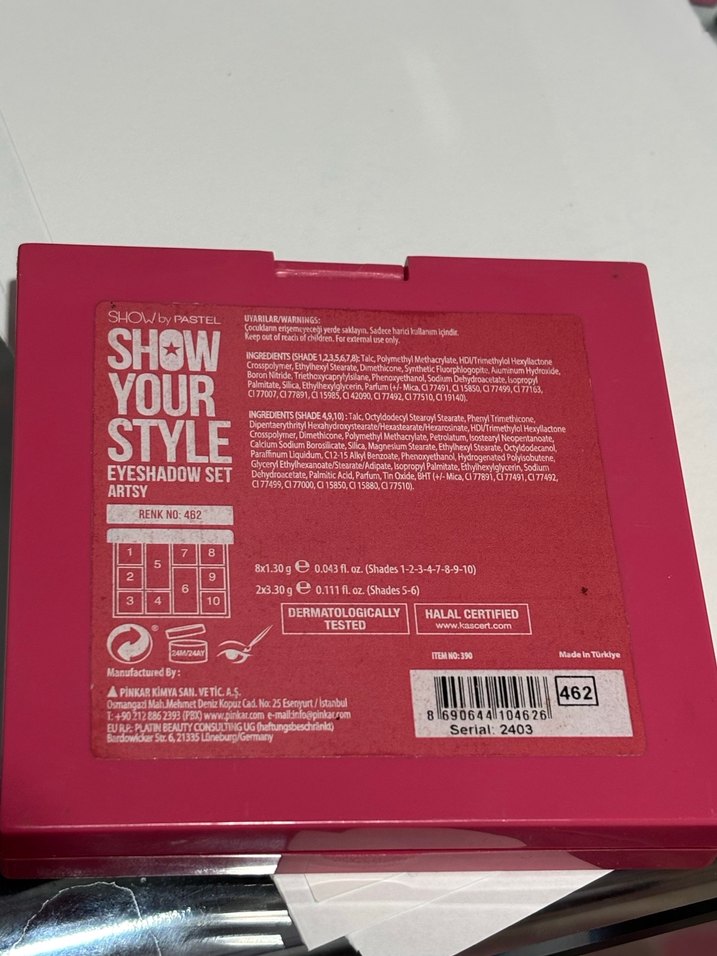 SHOW by PASTEL
SHOW
YOUR
STYLE
EYESHADOW SET
ARTSY
RENK NO: 462
1 7 8
5
2 9
6
3 4 10
24M/24AY
UYARILAR/WARNINGS:
Çocukların erişemeyeceği yerde saklayın. Sadece harici kullanım içindir.
Keep out of reach of children. For external use only.
INGREDIENTS (SHADE 1,2,3,5,6,7,8): Talc, Polymethyl Methacrylate, HDI/Trimethylol Hexyllactone
Crosspolymer, Ethylhexyl Stearate, Dimethicone, Synthetic Fluorphlogopite, Auminum Hydroxide,
Boron Nitride, Triethoxycaprylylsilane, Phenoxyethanol, Sodium Dehydroacetate, Isopropyl
Palmitate, Silica, Ethylhexylglycerin, Parfum (+/- Mica, CI 77491, CI 15850, CI 77499, CI 77163,
CI 77007, CI 77891, CI 15985, CI 42090, CI 77492, CI 77510, CI 19140).
INGREDIENTS (SHADE 4,9,10) : Talc, Octyldodecyl Stearoyl Stearate, Phenyl Trimethicone,
Dipentaerythrityl Hexahydroxystearate/Hexastearate/Hexarosinate, HDI/Trimethylol Hexyllactone
Crosspolymer, Dimethicone, Polymethyl Methacrylate, Petrolatum, Isostearyl Neopentanoate,
Calcium Sodium Borosilicate, Silica, Magnesium Stearate, Ethylhexyl Stearate, Octyldodecanol,
Paraffinum Liquidum, C12-15 Alkyl Benzoate, Phenoxyethanol, Hydrogenated Polyisobutene,
Glyceryl Ethylhexanoate/Stearate/Adipate, Isopropyl Palmitate, Ethylhexylglycerin, Sodium
Dehydroacetate, Palmitic Acid, Parfum, Tin Oxide, BHT (+/- Mica, CI 77891, CI 77491, CI 77492,
CI 77499, CI 77000, CI 15850, CI 15880, CI 77510).
8x1.30 g ℮ 0.043 fl. oz. (Shades 1-2-3-4-7-8-9-10)
2x3.30 g ℮ 0.111 fl. oz. (Shades 5-6)
DERMATOLOGICALLY
TESTED
HALAL CERTIFIED
www.kascert.com
ITEM NO: 390
Made in Türkiye
Manufactured By :
PINKAR KİMYA SAN. VE TİC. A.Ş.
Osmangazi Mah.Mehmet Deniz Kopuz Cad. No: 25 Esenyurt / İstanbul
T: +90 212 886 2393 (PBX) www.pinkar.com e-mail:info@pinkar.com
EU R.P.: PLATIN BEAUTY CONSULTING UG (haftungsbeschränkt)
Bardowicker Str. 6, 21335 Lüneburg/Germany
462
8 690644 104626
Serial: 2403